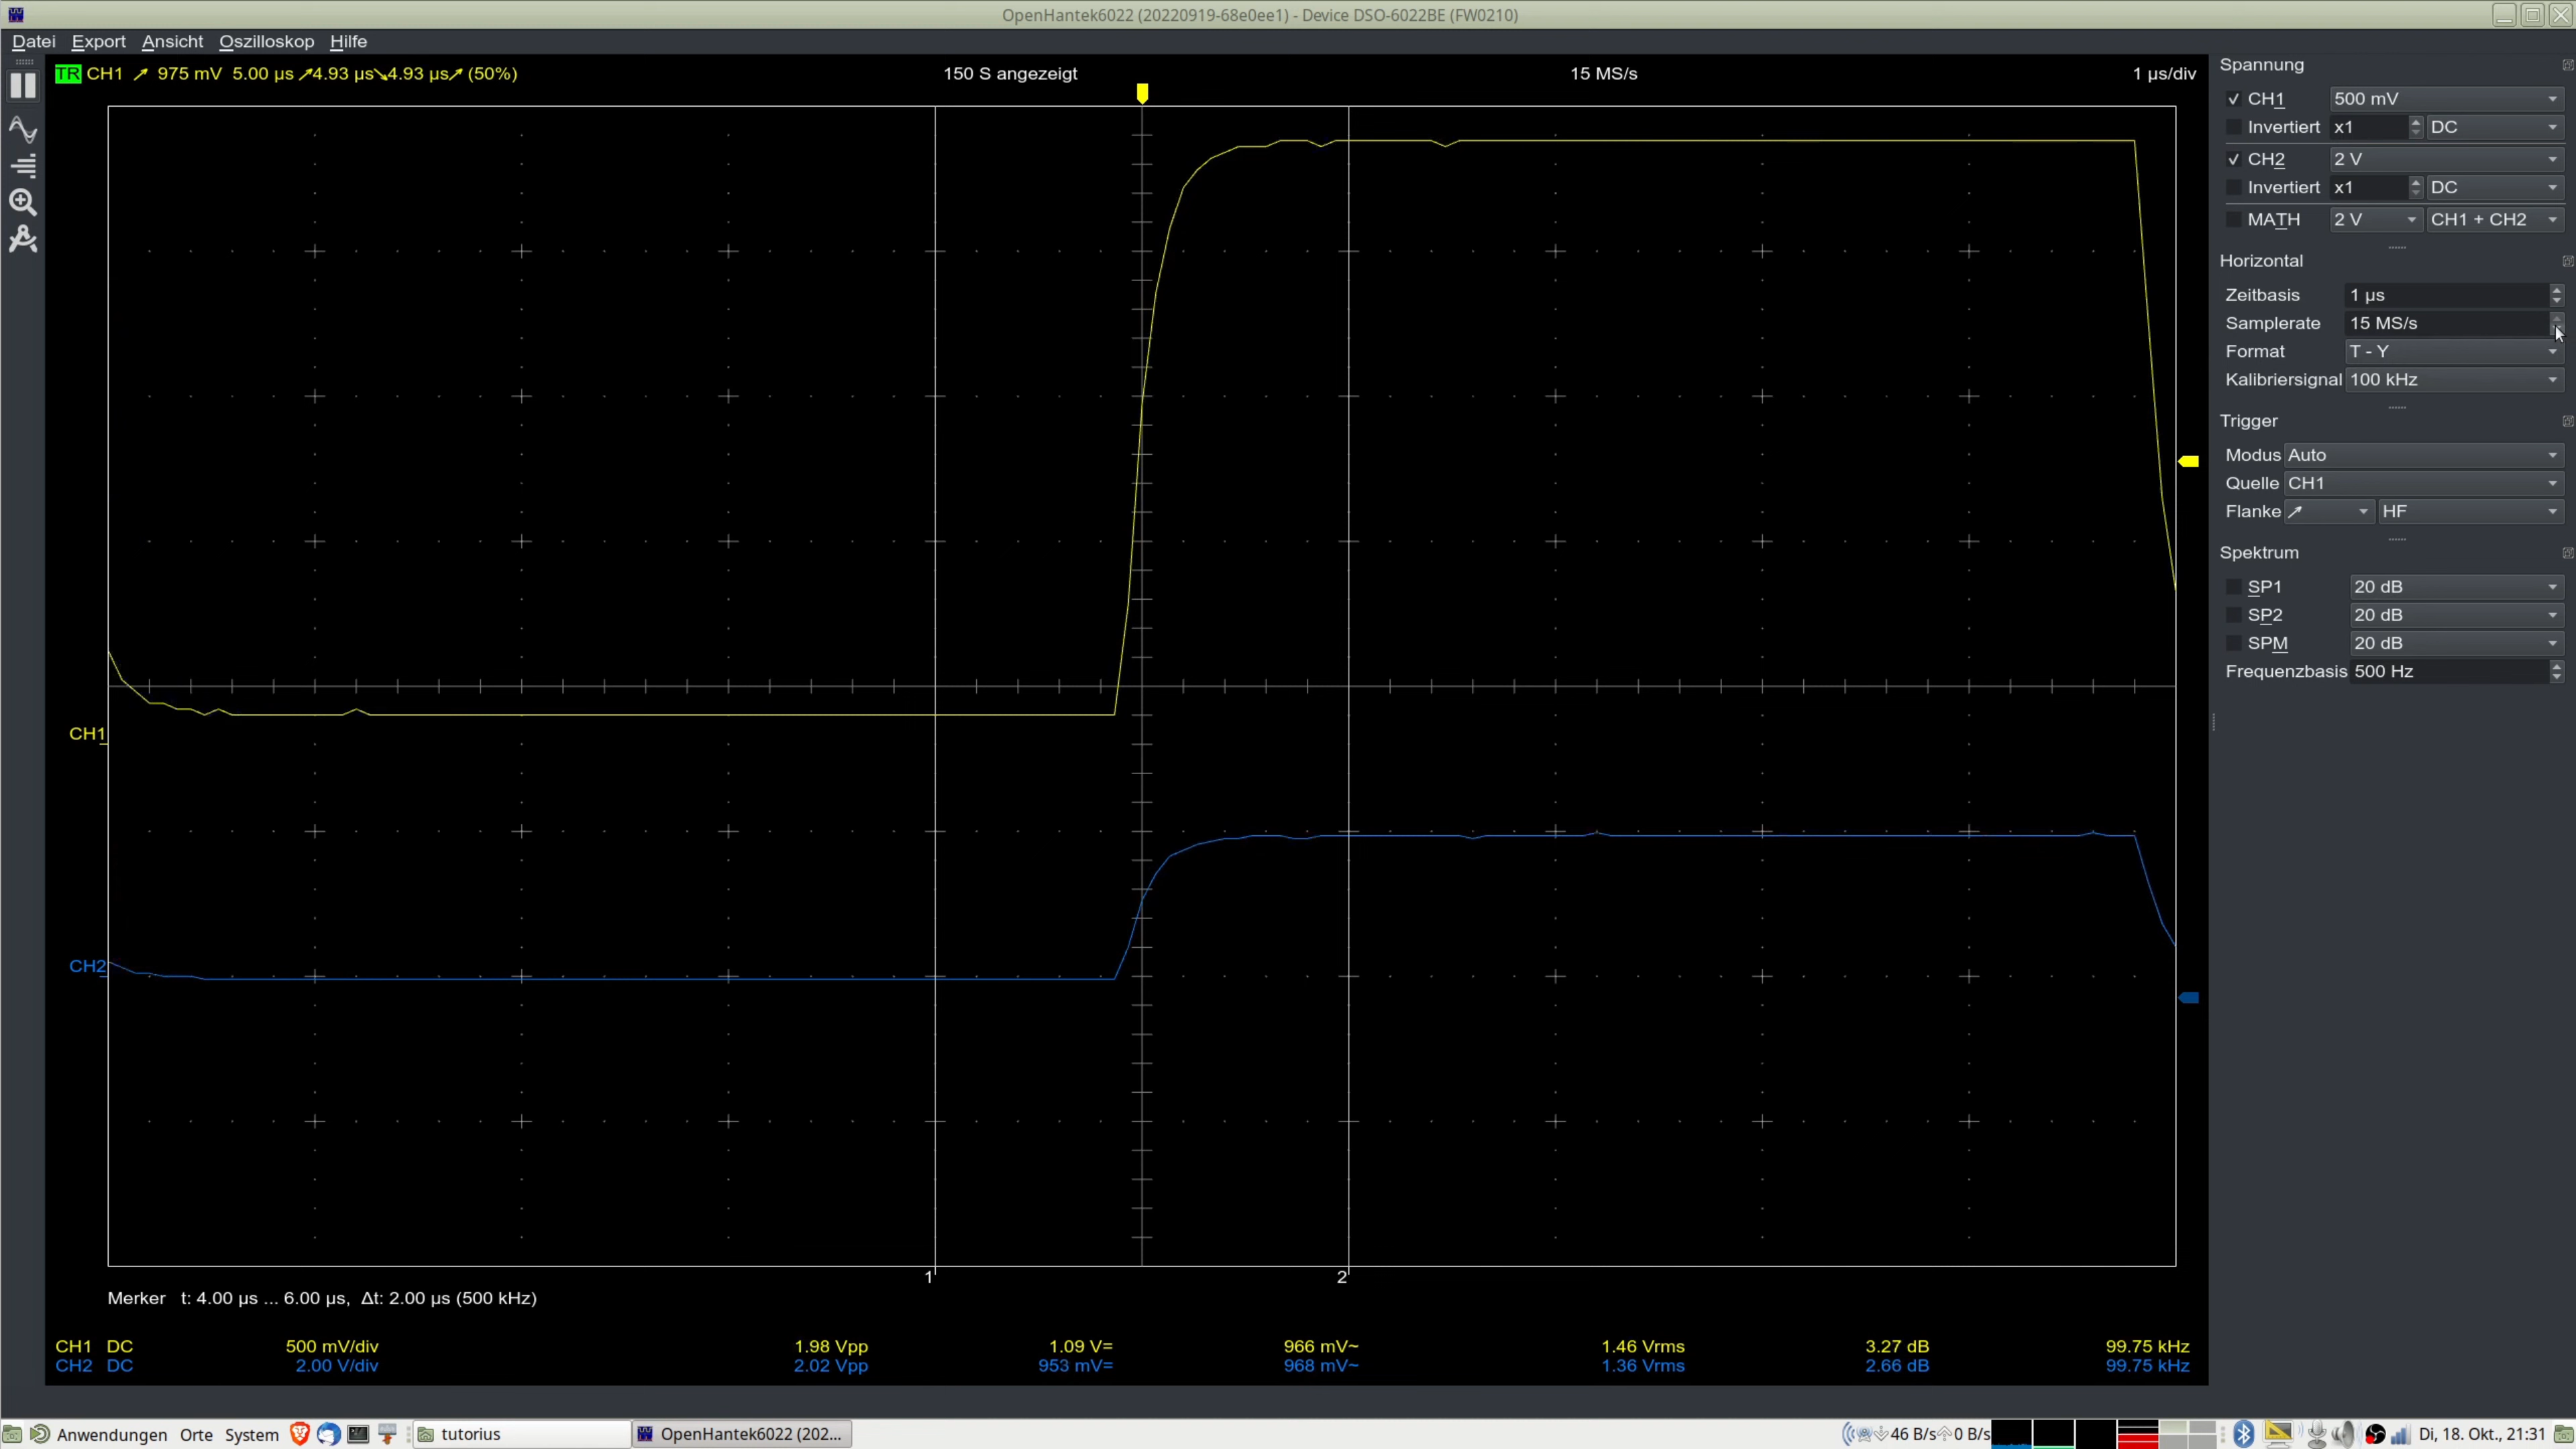 OpenHantek6022 (20220919-68e0ee1) - Device DSO-6022BE (FW0210)
Datei Export Ansicht Oszilloskop Hilfe
TR CH1 ↗ 975 mV 5.00 µs ↗4.93 µs↘4.93 µs↗ (50%) 150 S angezeigt 15 MS/s 1 µs/div
CH1
CH2
1 2
Merker t: 4.00 µs ... 6.00 µs, Δt: 2.00 µs (500 kHz)
CH1 DC 500 mV/div 1.98 Vpp 1.09 V= 966 mV~ 1.46 Vrms 3.27 dB 99.75 kHz
CH2 DC 2.00 V/div 2.02 Vpp 953 mV= 968 mV~ 1.36 Vrms 2.66 dB 99.75 kHz
Spannung
CH1 500 mV
Invertiert x1 DC
CH2 2 V
Invertiert x1 DC
MATH 2 V CH1 + CH2
Horizontal
Zeitbasis 1 µs
Samplerate 15 MS/s
Format T - Y
Kalibriersignal 100 kHz
Trigger
Modus Auto
Quelle CH1
Flanke ↗ HF
Spektrum
SP1 20 dB
SP2 20 dB
SPM 20 dB
Frequenzbasis 500 Hz
Anwendungen Orte System tutorius OpenHantek6022 (202... 46 B/s 0 B/s Di, 18. Okt., 21:31